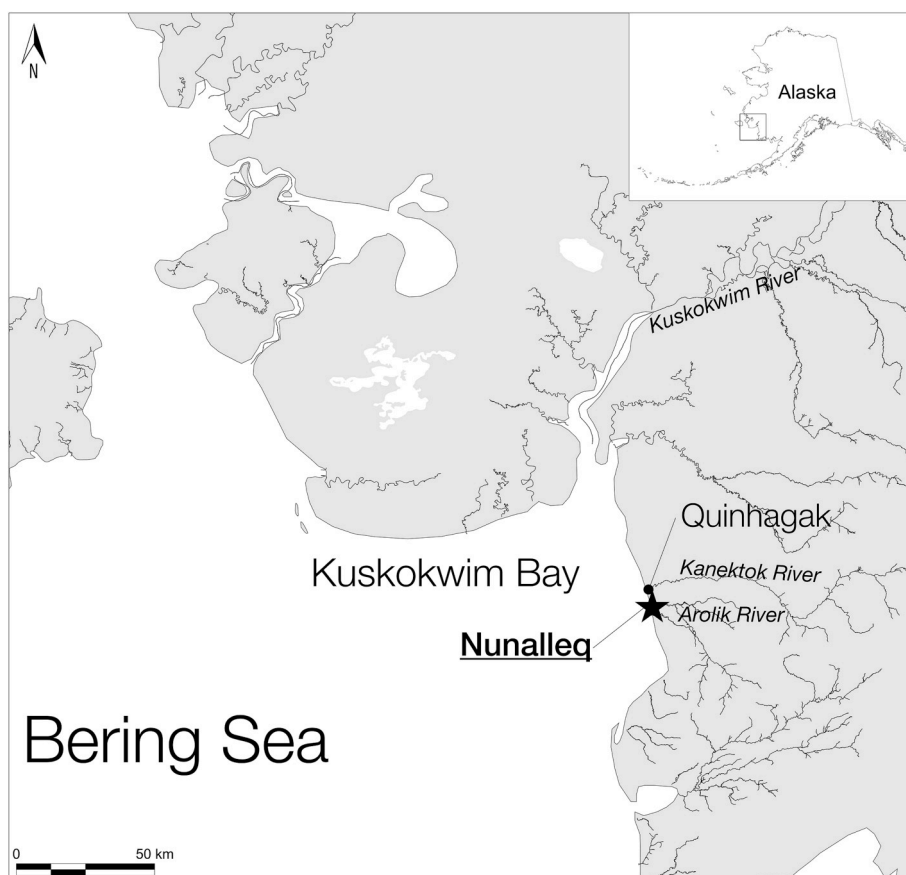 N
Alaska
Kuskokwim River
Quinhagak
Kuskokwim Bay
Kanektok River
Arolik River
Nunalleq
Bering Sea
0 50 km